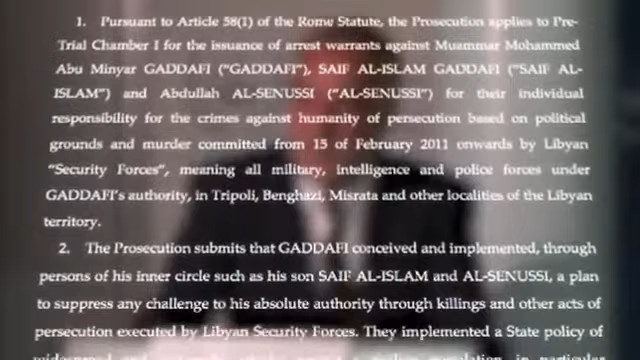 1. Pursuant to Article 58(1) of the Rome Statute, the Prosecution applies to Pre-
Trial Chamber I for the issuance of arrest warrants against Muammar Mohammed
Abu Minyar GADDAFI ("GADDAFI"), SAIF AL-ISLAM GADDAFI ("SAIF AL-
ISLAM") and Abdullah AL-SENUSSI ("AL-SENUSSI") for their individual
responsibility for the crimes against humanity of persecution based on political
grounds and murder committed from 15 of February 2011 onwards by Libyan
"Security Forces", meaning all military, intelligence and police forces under
GADDAFI's authority, in Tripoli, Benghazi, Misrata and other localities of the Libyan
territory.
2. The Prosecution submits that GADDAFI conceived and implemented, through
persons of his inner circle such as his son SAIF AL-ISLAM and AL-SENUSSI, a plan
to suppress any challenge to his absolute authority through killings and other acts of
persecution executed by Libyan Security Forces. They implemented a State policy of